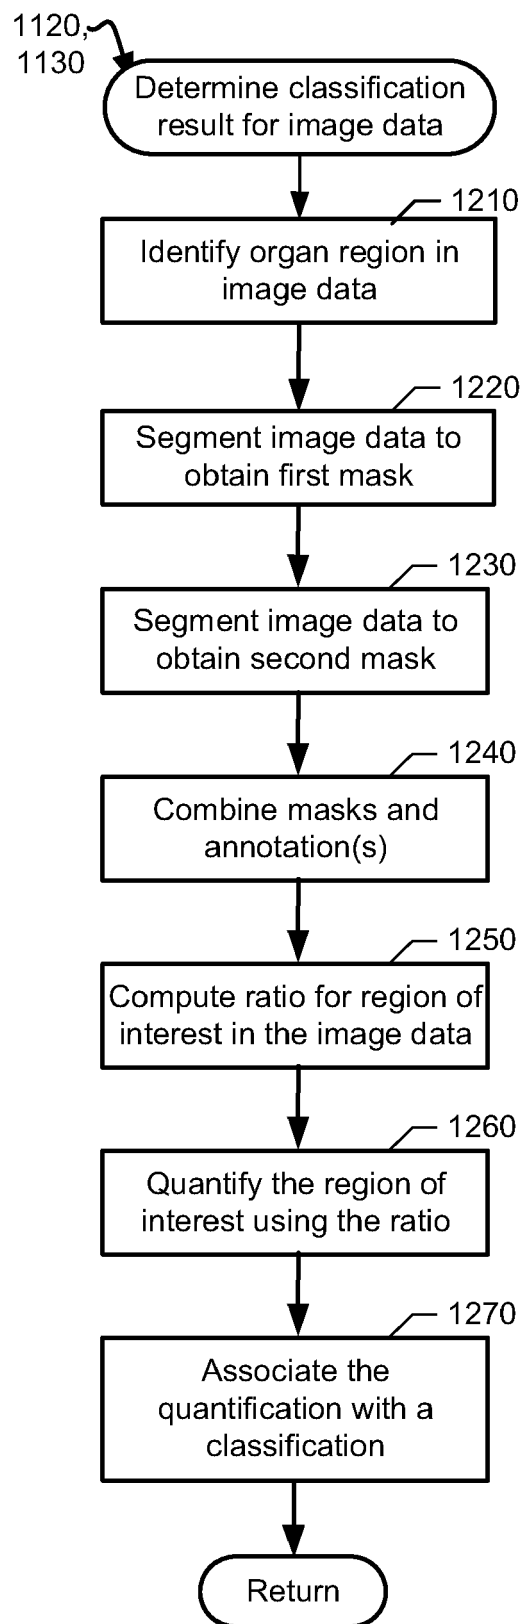 1120,
1130
Determine classification
result for image data
1210
Identify organ region in
image data
1220
Segment image data to
obtain first mask
1230
Segment image data to
obtain second mask
1240
Combine masks and
annotation(s)
1250
Compute ratio for region of
interest in the image data
1260
Quantify the region of
interest using the ratio
1270
Associate the
quantification with a
classification
Return